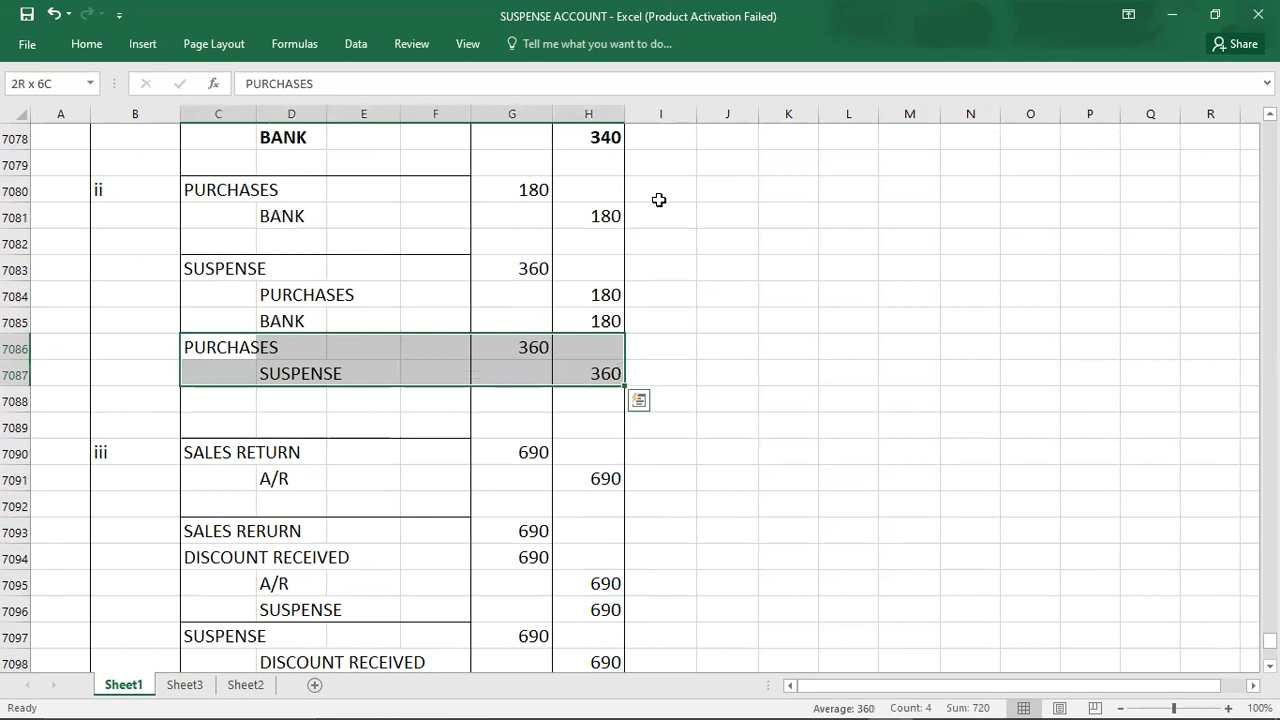 SUSPENSE ACCOUNT - Excel (Product Activation Failed)
File Home Insert Page Layout Formulas Data Review View Tell me what you want to do... Share
2R x 6C fx PURCHASES
A B C D E F G H I J K L M N O P Q R
7078 BANK 340
7079
7080 ii PURCHASES 180
7081 BANK 180
7082
7083 SUSPENSE 360
7084 PURCHASES 180
7085 BANK 180
7086 PURCHASES 360
7087 SUSPENSE 360
7088
7089
7090 iii SALES RETURN 690
7091 A/R 690
7092
7093 SALES RERURN 690
7094 DISCOUNT RECEIVED 690
7095 A/R 690
7096 SUSPENSE 690
7097 SUSPENSE 690
7098 DISCOUNT RECEIVED 690
Sheet1 Sheet3 Sheet2
Ready Average: 360 Count: 4 Sum: 720 100%